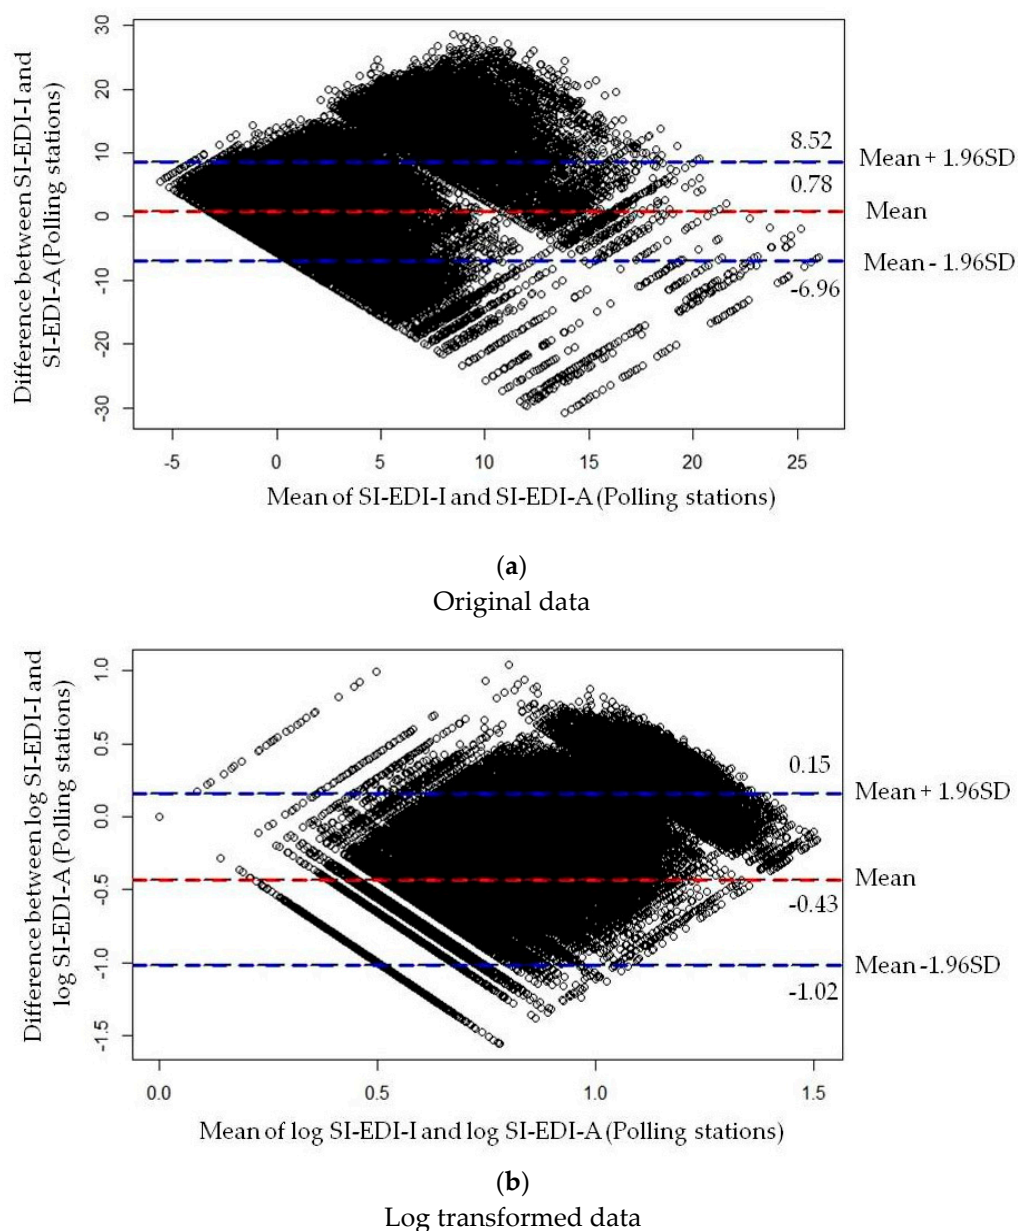 Difference between SI-EDI-I and
SI-EDI-A (Polling stations)
30
20
10
0
-10
-20
-30
8.52
Mean + 1.96SD
0.78
Mean
Mean - 1.96SD
-6.96
-5
0
5
10
15
20
25
Mean of SI-EDI-I and SI-EDI-A (Polling stations)
(a)
Original data
Difference between log SI-EDI-I and
log SI-EDI-A (Polling stations)
1.0
0.5
0.0
-0.5
-1.0
-1.5
0.15
Mean + 1.96SD
Mean
-0.43
Mean -1.96SD
-1.02
0.0
0.5
1.0
1.5
Mean of log SI-EDI-I and log SI-EDI-A (Polling stations)
(b)
Log transformed data